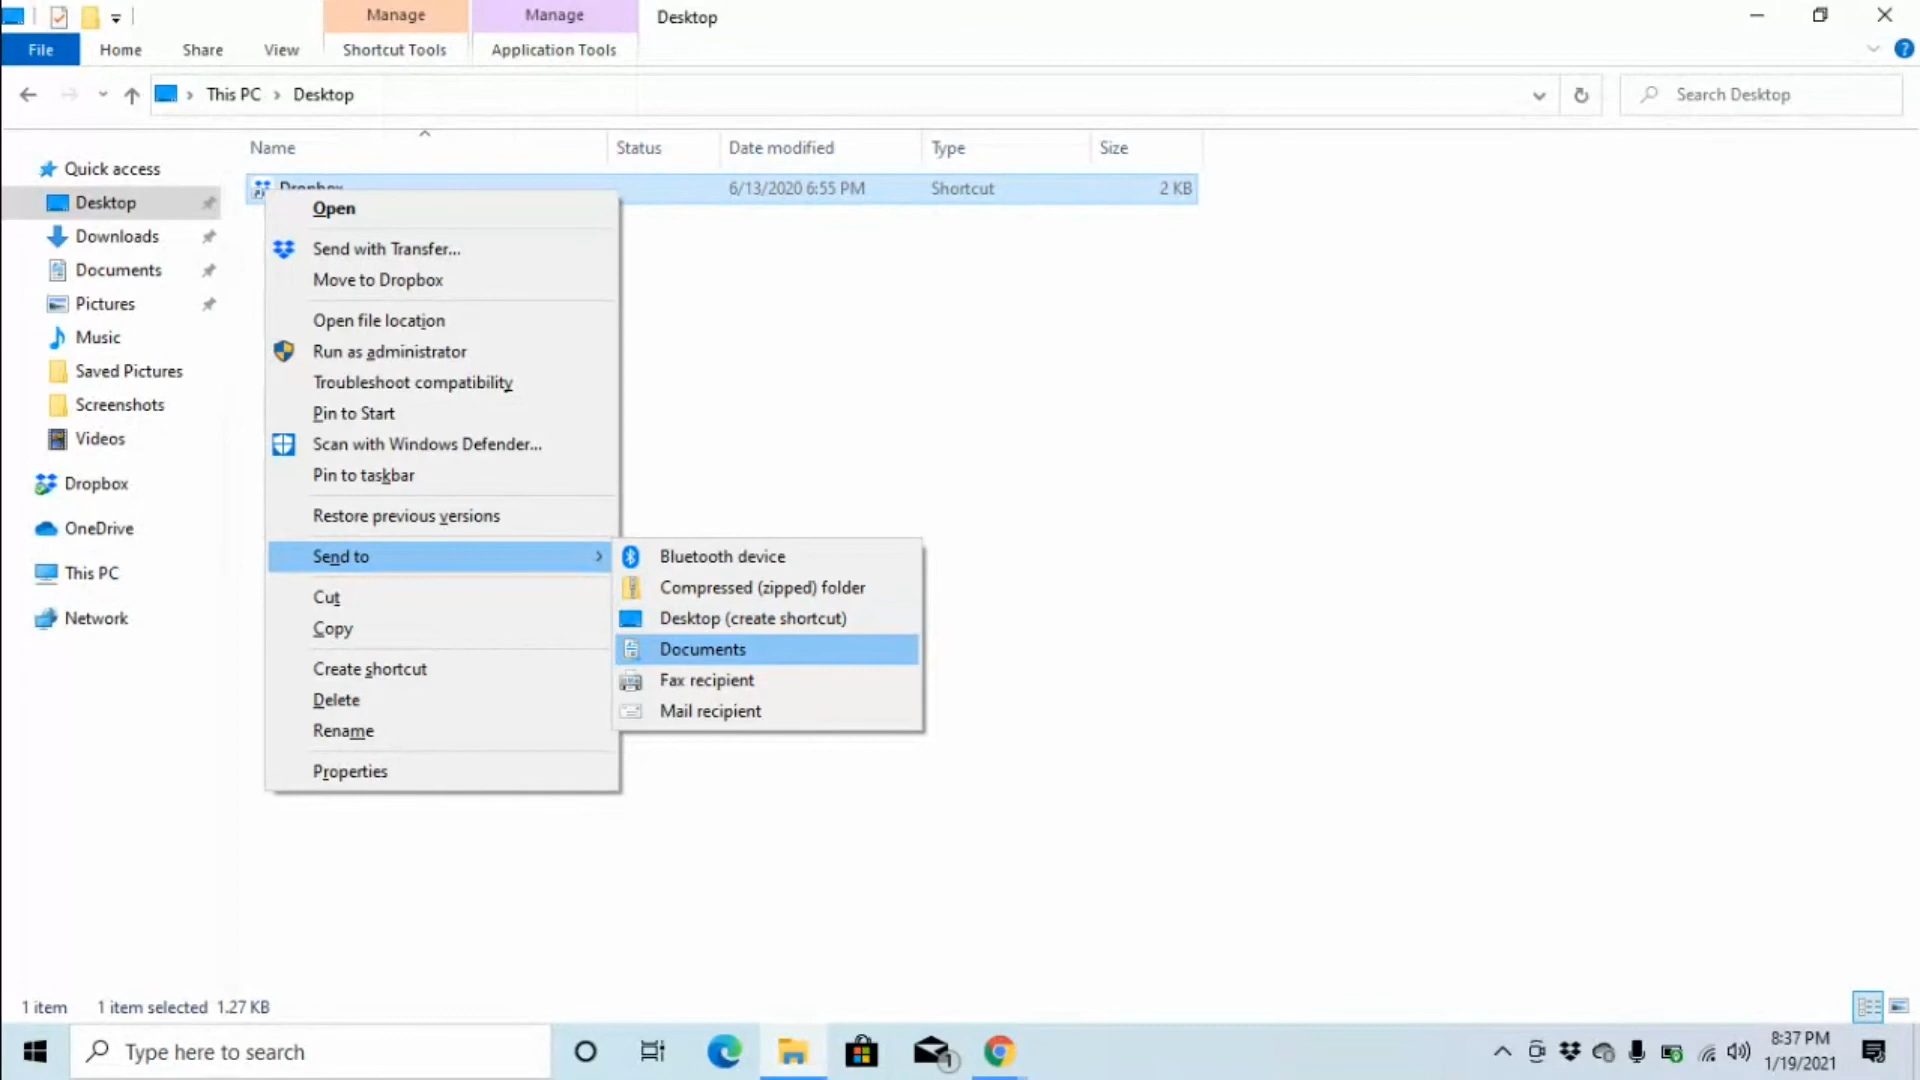 Manage
Manage
Desktop
File
Home
Share
View
Shortcut Tools
Application Tools
This PC
Desktop
Search Desktop
Name
Status
Date modified
Type
Size
Quick access
Desktop
Downloads
Documents
Pictures
Music
Saved Pictures
Screenshots
Videos
Dropbox
OneDrive
This PC
Network
Dropbox
6/13/2020 6:55 PM
Shortcut
2 KB
Open
Send with Transfer...
Move to Dropbox
Open file location
Run as administrator
Troubleshoot compatibility
Pin to Start
Scan with Windows Defender...
Pin to taskbar
Restore previous versions
Send to
Cut
Copy
Create shortcut
Delete
Rename
Properties
Bluetooth device
Compressed (zipped) folder
Desktop (create shortcut)
Documents
Fax recipient
Mail recipient
1 item
1 item selected 1.27 KB
Type here to search
1
8:37 PM
1/19/2021